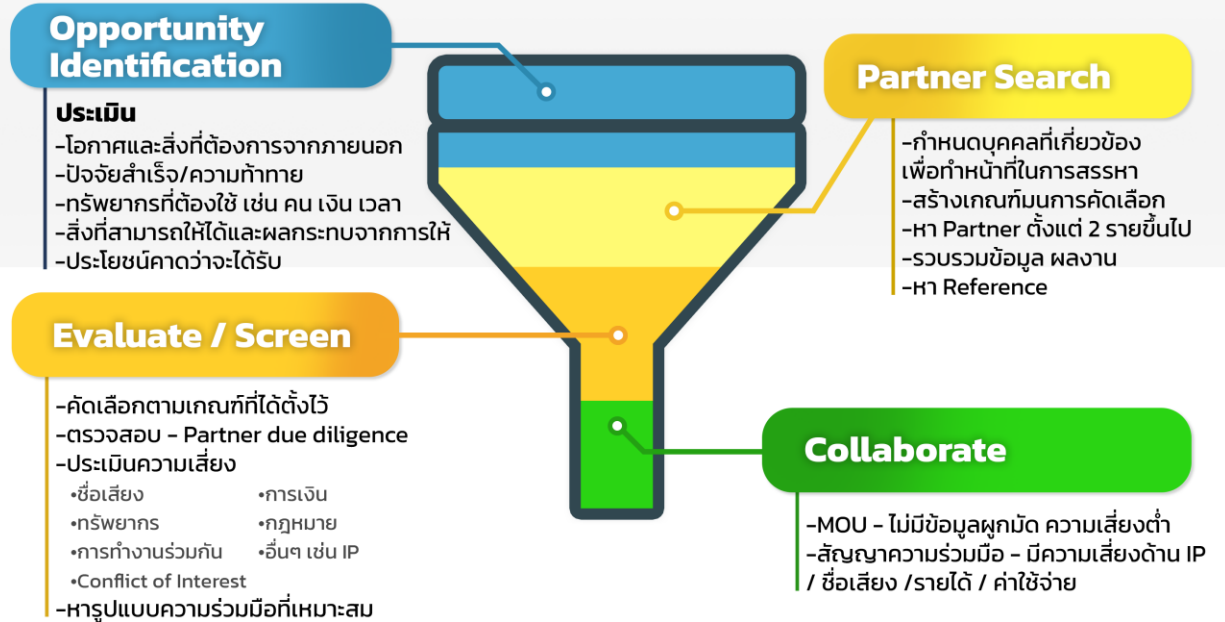 Opportunity
Identification
ประเมิน
-โอกาสและสิ่งที่ต้องการจากภายนอก
-ปัจจัยสำเร็จ/ความท้าทาย
-ทรัพยากรที่ต้องใช้ เช่น คน เงิน เวลา
-สิ่งที่สามารถให้ได้และผลกระทบจากการให้
-ประโยชน์คาดว่าจะได้รับ
Partner Search
-กำหนดบุคคลที่เกี่ยวข้อง
เพื่อทำหน้าที่ในการสรรหา
-สร้างเกณฑ์มนการคัดเลือก
-หา Partner ตั้งแต่ 2 รายขึ้นไป
-รวบรวมข้อมูล ผลงาน
-หา Reference
Evaluate / Screen
-คัดเลือกตามเกณฑ์ที่ได้ตั้งไว้
-ตรวจสอบ - Partner due diligence
-ประเมินความเสี่ยง
•ชื่อเสียง •การเงิน
•ทรัพยากร •กฎหมาย
•การทำงานร่วมกัน •อื่นๆ เช่น IP
•Conflict of Interest
-หารูปแบบความร่วมมือที่เหมาะสม
Collaborate
-MOU - ไม่มีข้อมูลผูกมัด ความเสี่ยงต่ำ
-สัญญาความร่วมมือ - มีความเสี่ยงด้าน IP
/ ชื่อเสียง /รายได้ / ค่าใช้จ่าย